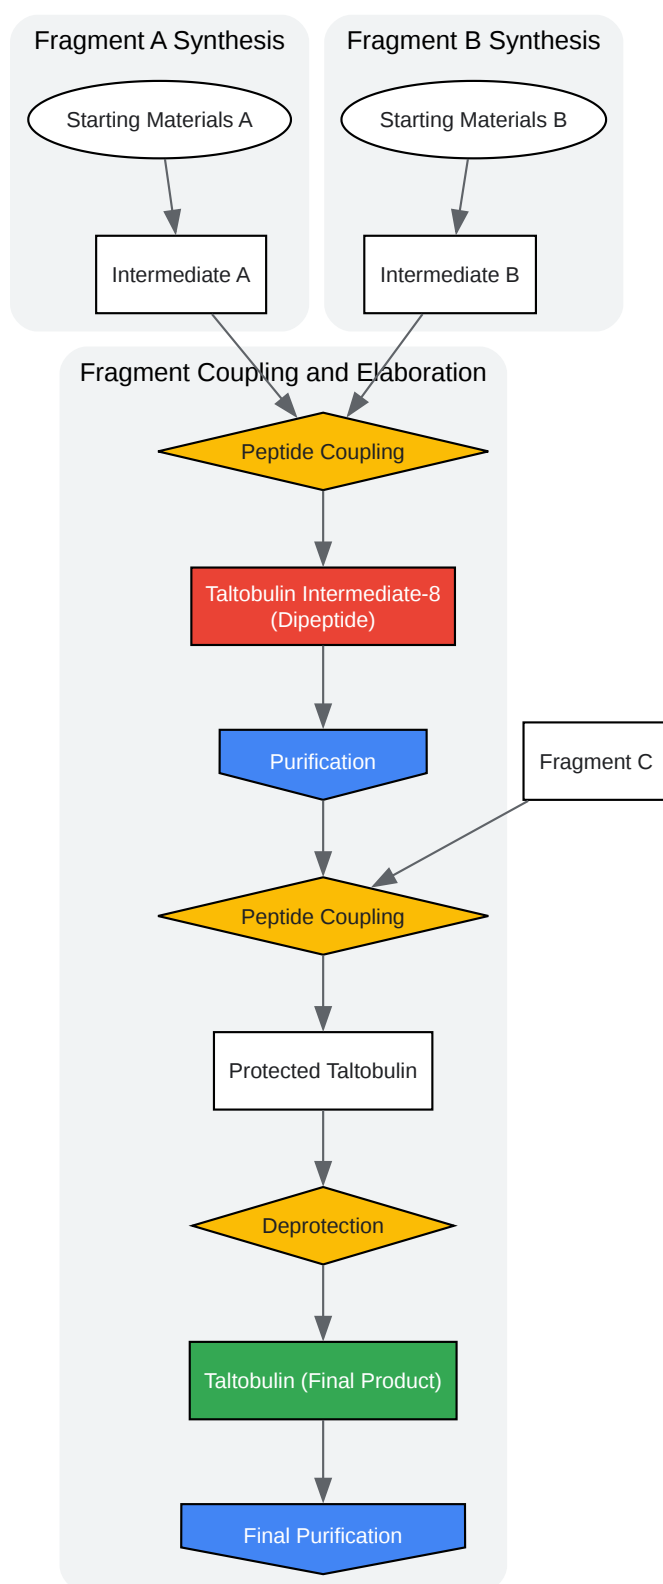 Fragment A Synthesis
Fragment B Synthesis
Starting Materials A
Starting Materials B
Intermediate A
Intermediate B
Fragment Coupling and Elaboration
Peptide Coupling
Taltobulin Intermediate-8
(Dipeptide)
Purification
Fragment C
Peptide Coupling
Protected Taltobulin
Deprotection
Taltobulin (Final Product)
Final Purification